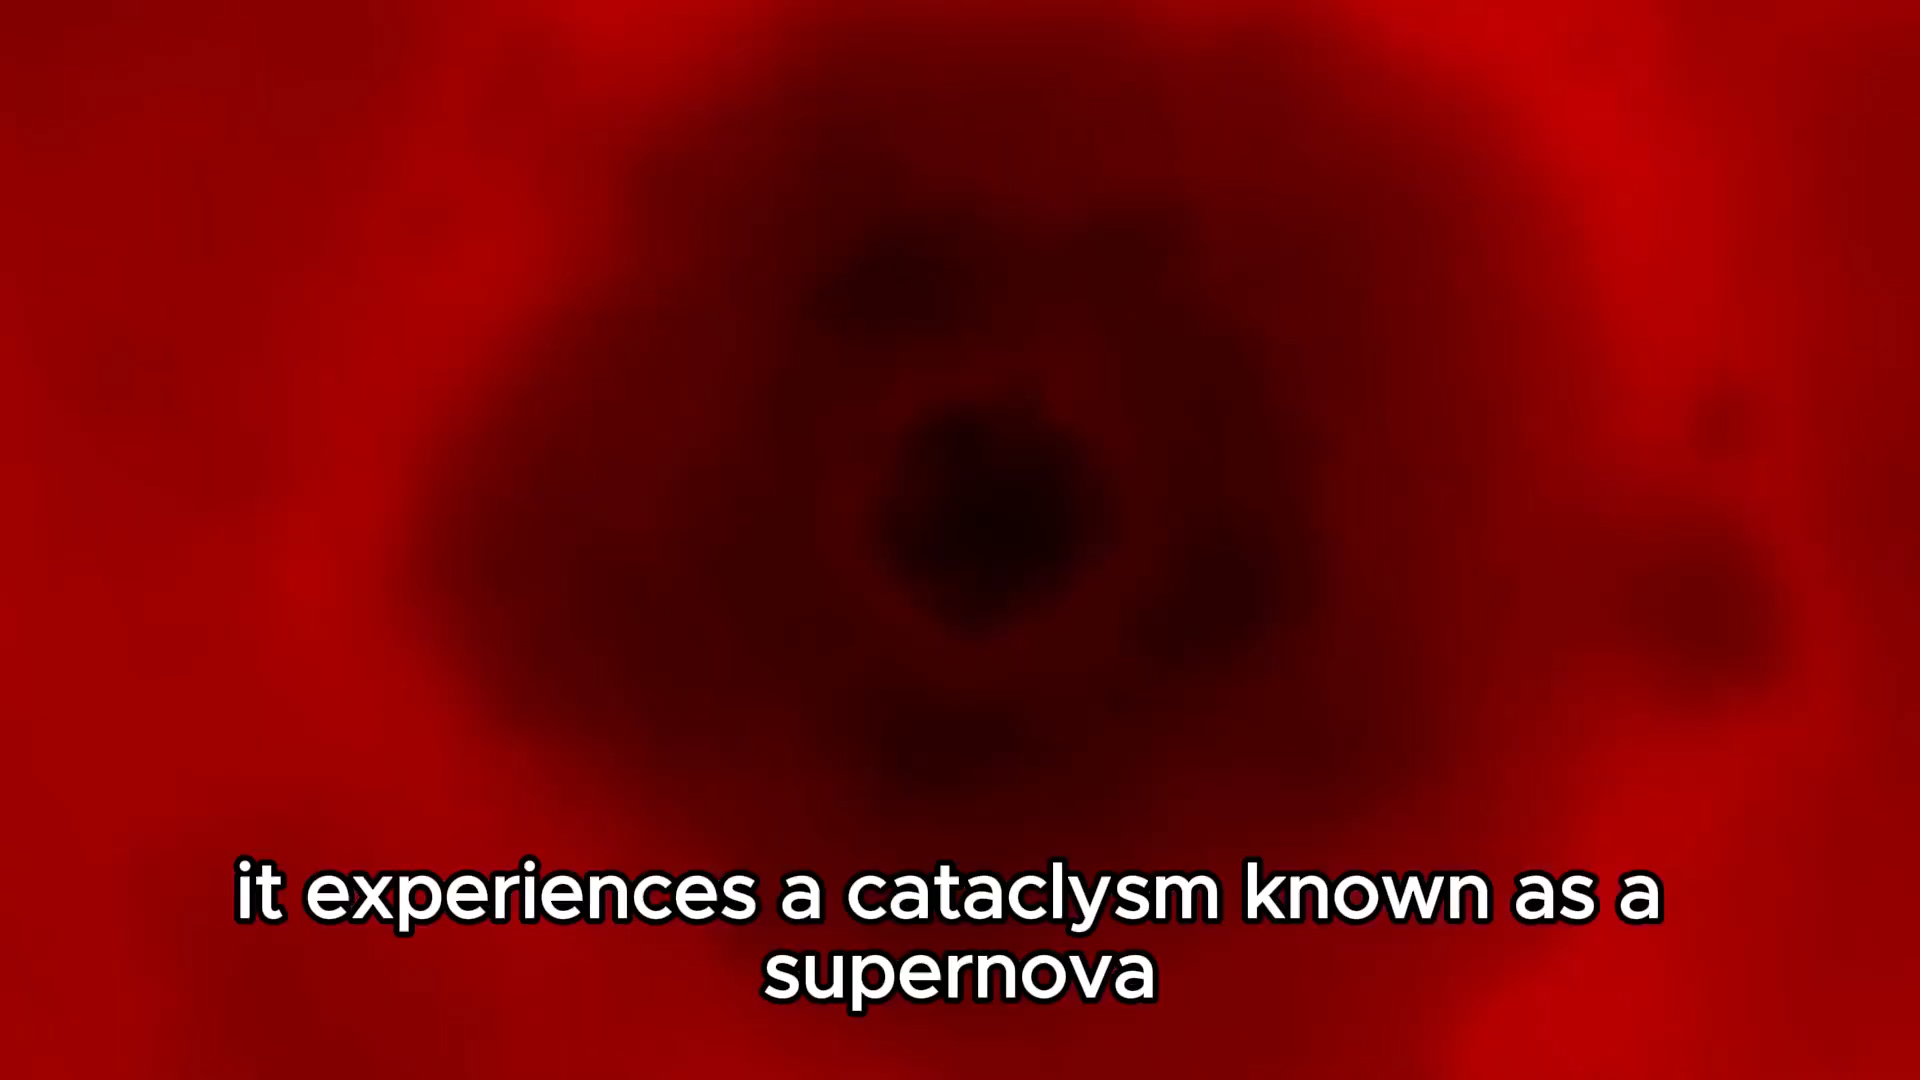 it experiences a cataclysm known as a
supernova